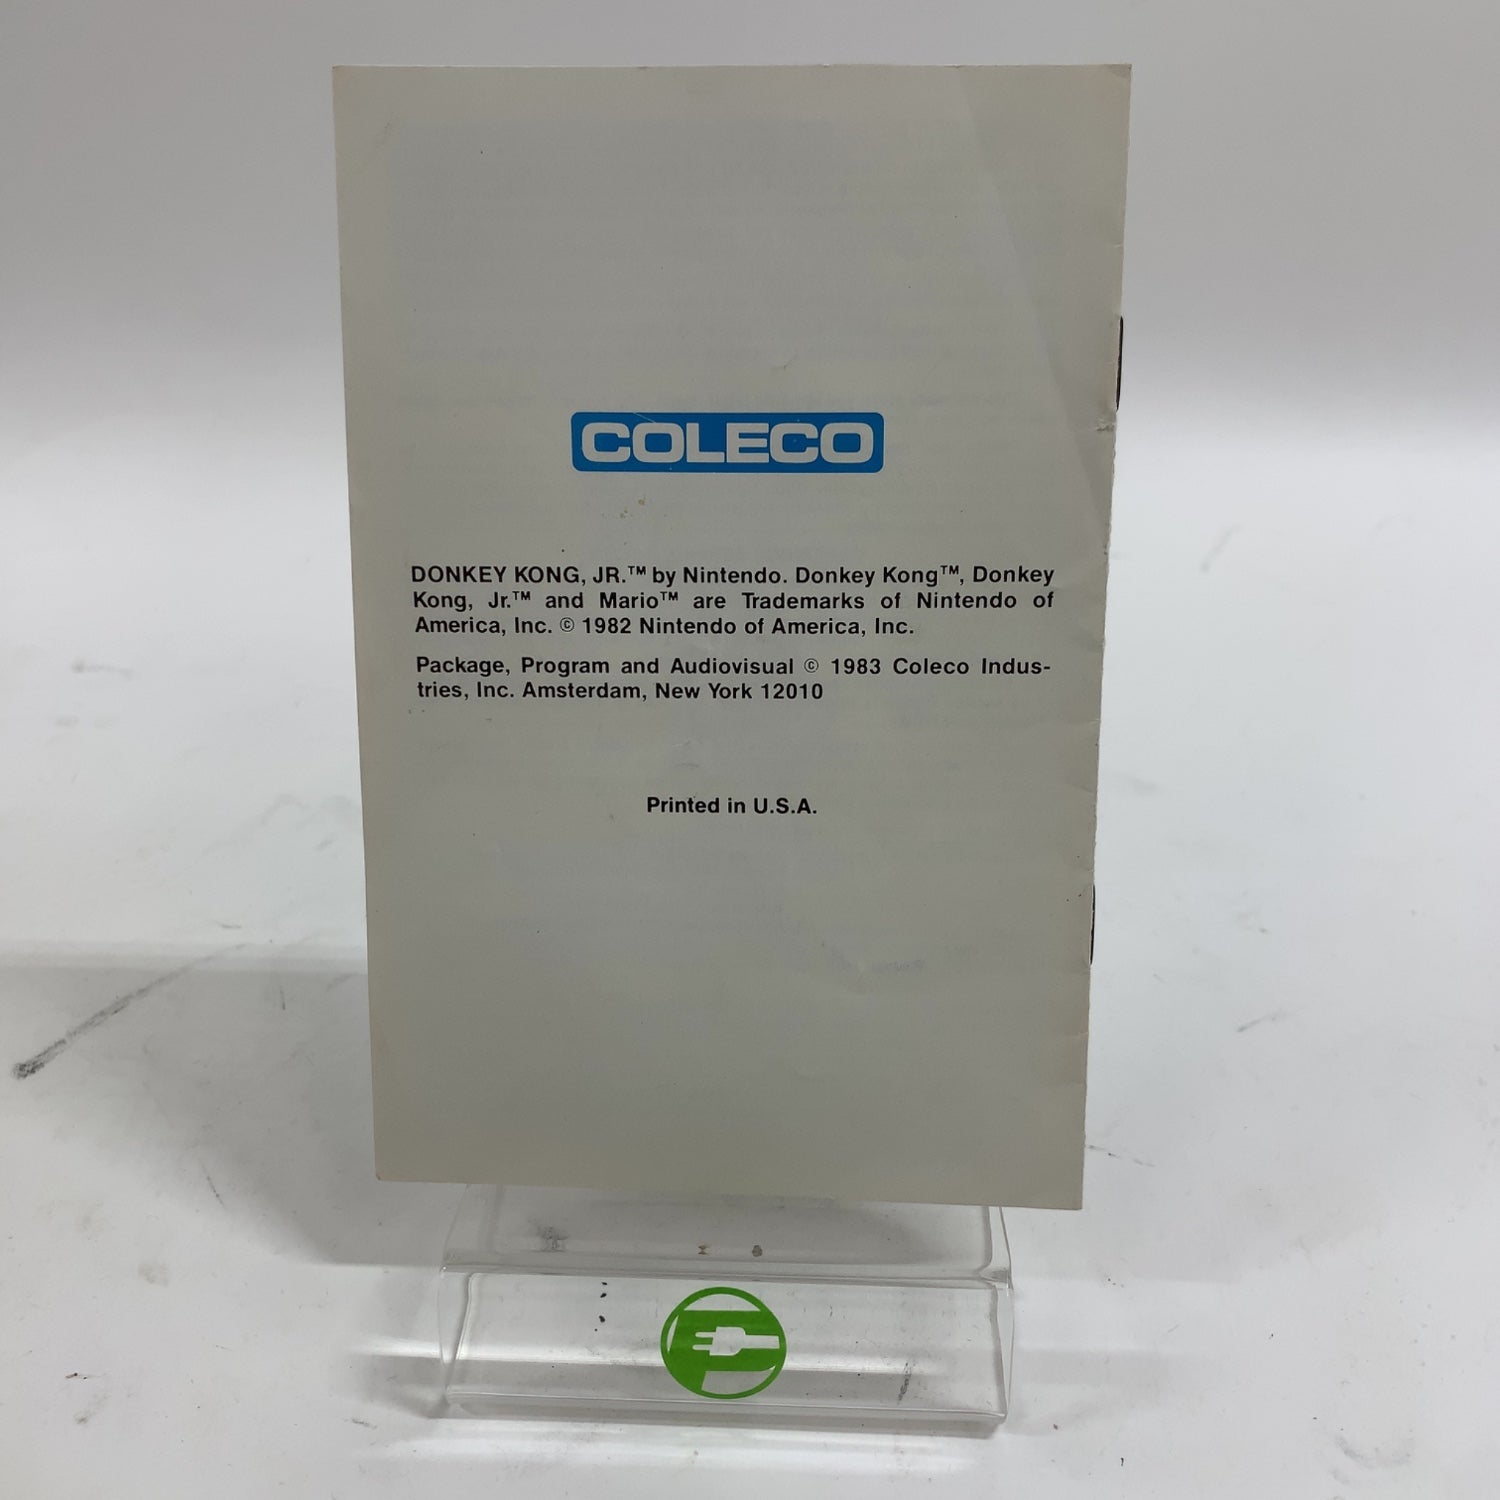 COLECO
DONKEY KONG, JR.™ by Nintendo. Donkey Kong™, Donkey
Kong, Jr.™ and Mario™ are Trademarks of Nintendo of
America, Inc. © 1982 Nintendo of America, Inc.
Package, Program and Audiovisual © 1983 Coleco Indus-
tries, Inc. Amsterdam, New York 12010
Printed in U.S.A.